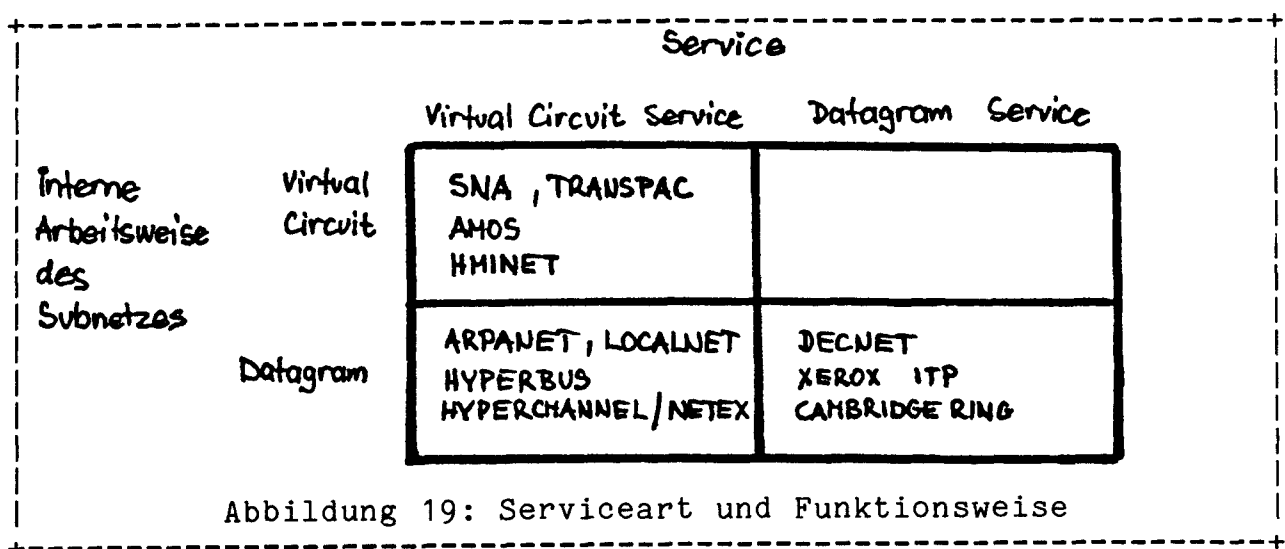 Service
Virtual Circuit Service Datagram Service
interne Virtual SNA, TRANSPAC
Arbeitsweise Circuit AMOS
des HMINET
Subnetzes
ARPANET, LOCALNET DECNET
Datagram HYPERBUS XEROX ITP
HYPERCHANNEL/NETEX CAMBRIDGE RING
Abbildung 19: Serviceart und Funktionsweise